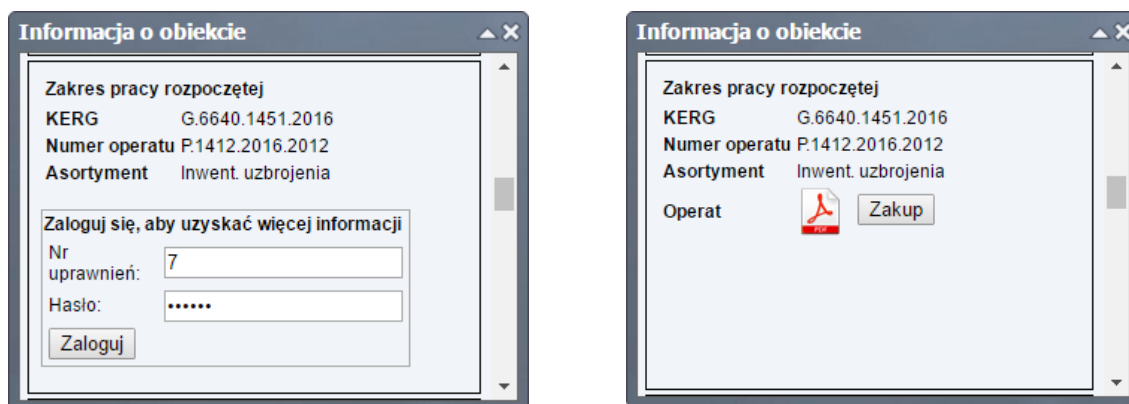 Informacja o obiekcie
Zakres pracy rozpoczętej
KERG G.6640.1451.2016
Numer operatu P.1412.2016.2012
Asortyment Inwent. uzbrojenia
Zaloguj się, aby uzyskać więcej informacji
Nr
uprawnień: 7
Hasło: ••••••
Zaloguj
Informacja o obiekcie
Zakres pracy rozpoczętej
KERG G.6640.1451.2016
Numer operatu P.1412.2016.2012
Asortyment Inwent. uzbrojenia
Operat PDF Zakup